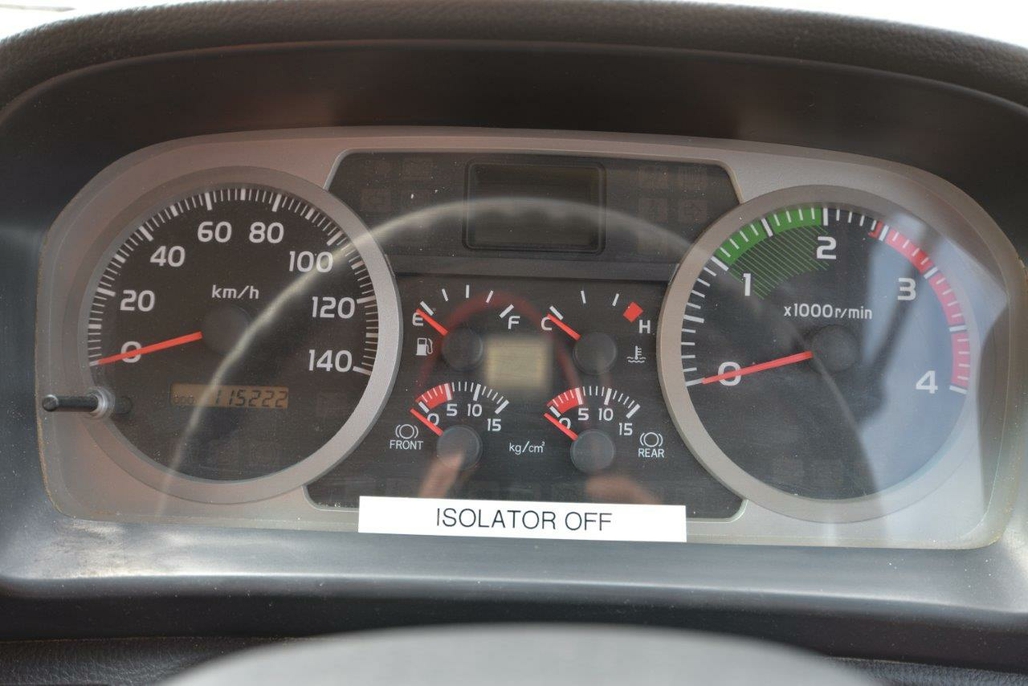 0 20 40 60 80 100 120 140
km/h
ODO 115222
E F
C H
0 5 10 15
FRONT
kg/cm²
0 5 10 15
REAR
0 1 2 3 4
x1000r/min
ISOLATOR OFF